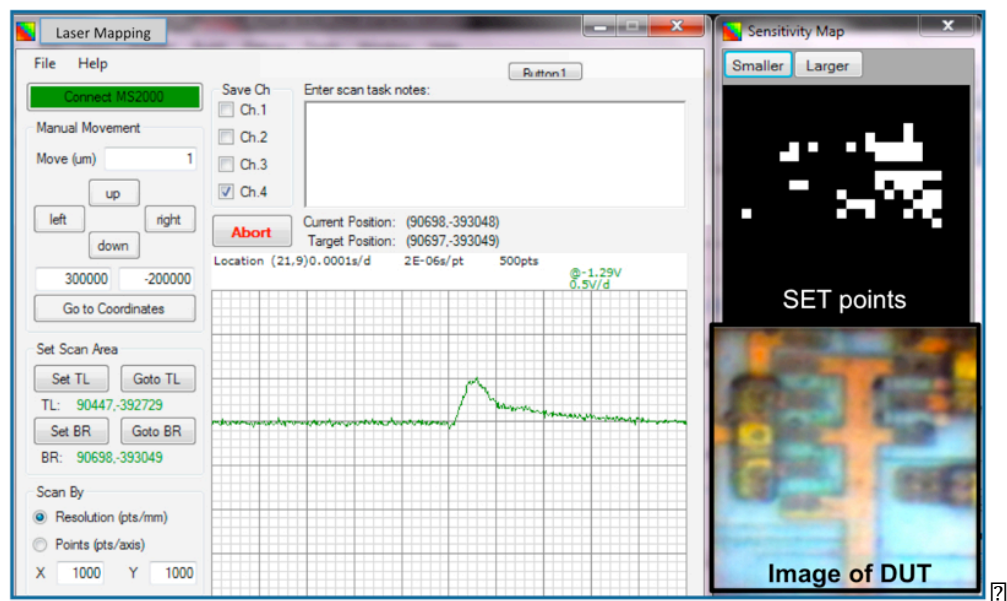 Laser Mapping
File Help
Button1
Connect MS2000
Save Ch
Ch.1
Ch.2
Ch.3
Ch.4
Enter scan task notes:
Manual Movement
Move (um) 1
up
left right
down
300000 -200000
Go to Coordinates
Abort
Current Position: (90698,-393048)
Target Position: (90697,-393049)
Location (21,9)0.0001s/d 2E-06s/pt 500pts
@-1.29V
0.5V/d
Set Scan Area
Set TL Goto TL
TL: 90447,-392729
Set BR Goto BR
BR: 90698,-393049
Scan By
Resolution (pts/mm)
Points (pts/axis)
X 1000 Y 1000
Sensitivity Map
Smaller Larger
SET points
Image of DUT
?